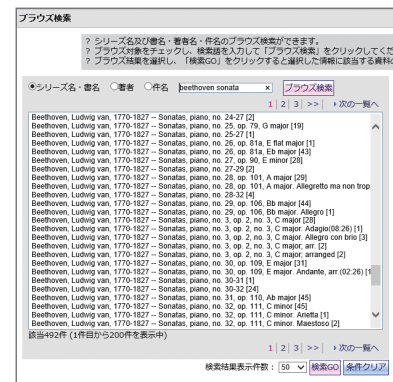 ブラウズ検索
? シリーズ名及び書名・著者名・件名のブラウズ検索ができます。
? ブラウズ対象をチェックし、検索語を入力して「ブラウズ検索」をクリックしてくだ
? ブラウズ結果を選択し、「検索GO」をクリックすると選択した情報に該当する資料の
シリーズ名・書名 著者 件名 beethoven sonata × ブラウズ検索
1 | 2 | 3 | >> | 次の一覧へ
Beethoven, Ludwig van, 1770-1827 -- Sonatas, piano, no. 24-27 [2]
Beethoven, Ludwig van, 1770-1827 -- Sonatas, piano, no. 25, op. 79, G major [19]
Beethoven, Ludwig van, 1770-1827 -- Sonatas, piano, no. 25-27 [1]
Beethoven, Ludwig van, 1770-1827 -- Sonatas, piano, no. 26, op. 81a, E flat major [1]
Beethoven, Ludwig van, 1770-1827 -- Sonatas, piano, no. 26, op. 81a, Eb major [43]
Beethoven, Ludwig van, 1770-1827 -- Sonatas, piano, no. 27, op. 90, E minor [28]
Beethoven, Ludwig van, 1770-1827 -- Sonatas, piano, no. 27-29 [2]
Beethoven, Ludwig van, 1770-1827 -- Sonatas, piano, no. 28, op. 101, A major [29]
Beethoven, Ludwig van, 1770-1827 -- Sonatas, piano, no. 28, op. 101, A major. Allegretto ma non trop
Beethoven, Ludwig van, 1770-1827 -- Sonatas, piano, no. 28-32 [4]
Beethoven, Ludwig van, 1770-1827 -- Sonatas, piano, no. 29, op. 106, Bb major [44]
Beethoven, Ludwig van, 1770-1827 -- Sonatas, piano, no. 29, op. 106, Bb major. Allegro [1]
Beethoven, Ludwig van, 1770-1827 -- Sonatas, piano, no. 3, op. 2, no. 3, C major [28]
Beethoven, Ludwig van, 1770-1827 -- Sonatas, piano, no. 3, op. 2, no. 3, C major. Adagio(08:26) [1]
Beethoven, Ludwig van, 1770-1827 -- Sonatas, piano, no. 3, op. 2, no. 3, C major. Allegro con brio [3]
Beethoven, Ludwig van, 1770-1827 -- Sonatas, piano, no. 3, op. 2, no. 3, C major; arr. [2]
Beethoven, Ludwig van, 1770-1827 -- Sonatas, piano, no. 3, op. 2, no. 3, C major; arranged [2]
Beethoven, Ludwig van, 1770-1827 -- Sonatas, piano, no. 30, op. 109, E major [31]
Beethoven, Ludwig van, 1770-1827 -- Sonatas, piano, no. 30, op. 109, E major. Andante, arr.(02:26) [1
Beethoven, Ludwig van, 1770-1827 -- Sonatas, piano, no. 30-31 [1]
Beethoven, Ludwig van, 1770-1827 -- Sonatas, piano, no. 30-32 [24]
Beethoven, Ludwig van, 1770-1827 -- Sonatas, piano, no. 31, op. 110, Ab major [45]
Beethoven, Ludwig van, 1770-1827 -- Sonatas, piano, no. 32, op. 111, C minor [45]
Beethoven, Ludwig van, 1770-1827 -- Sonatas, piano, no. 32, op. 111, C minor. Arietta [1]
Beethoven, Ludwig van, 1770-1827 -- Sonatas, piano, no. 32, op. 111, C minor. Maestoso [2]
該当492件 (1件目から200件を表示中)
1 | 2 | 3 | >> | 次の一覧へ
検索結果表示件数： 50 検索GO 条件クリア